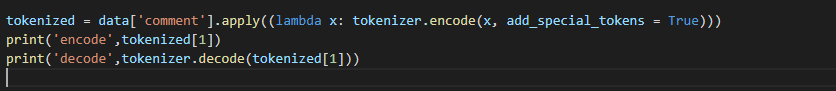 tokenized = data['comment'].apply((lambda x: tokenizer.encode(x, add_special_tokens = True)))
print('encode',tokenized[1])
print('decode',tokenizer.decode(tokenized[1]))